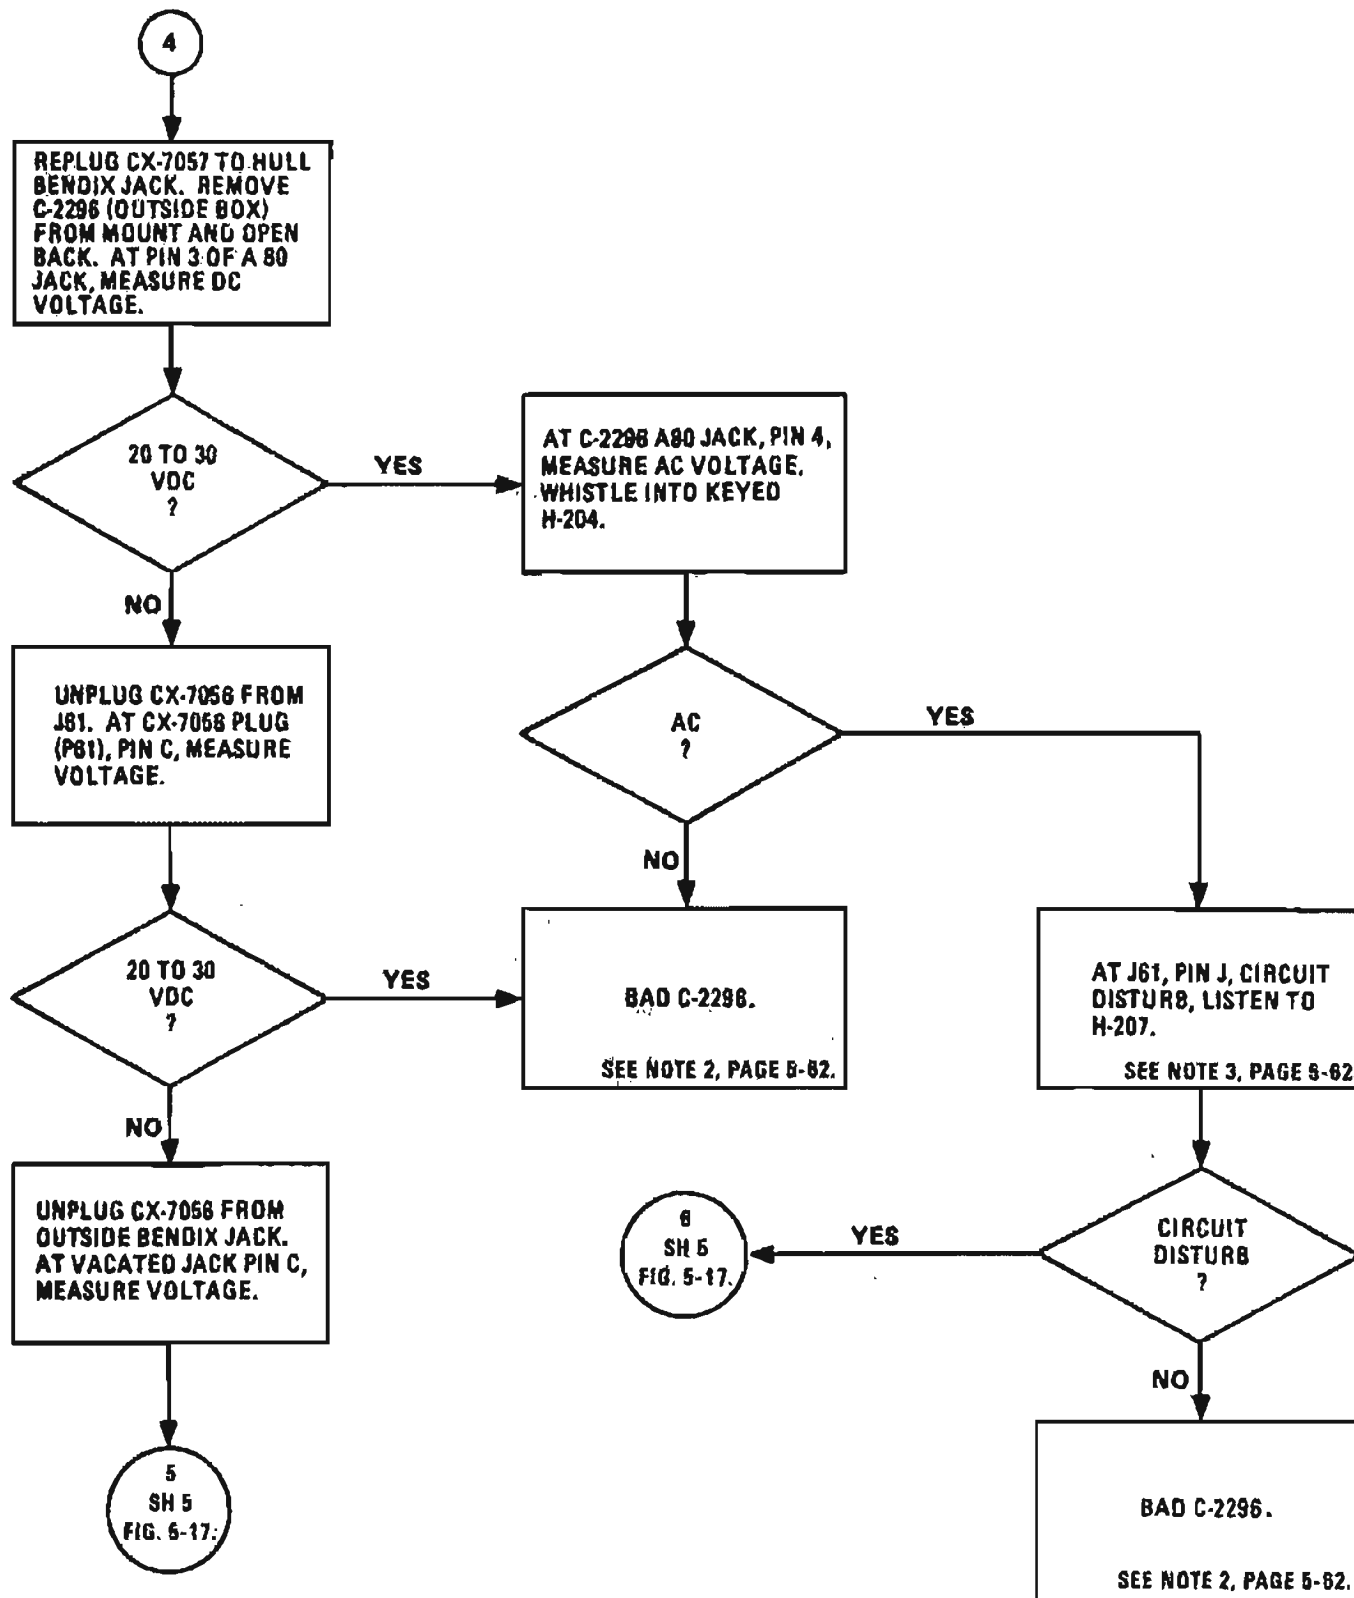 4
REPLUG CX-7057 TO HULL
BENDIX JACK. REMOVE
C-2296 (OUTSIDE BOX)
FROM MOUNT AND OPEN
BACK. AT PIN 3 OF A 80
JACK, MEASURE DC
VOLTAGE.
20 TO 30
VDC
?
YES
NO
AT C-2296 A80 JACK, PIN 4,
MEASURE AC VOLTAGE.
WHISTLE INTO KEYED
H-204.
UNPLUG CX-7056 FROM
J61. AT CX-7058 PLUG
(P61), PIN C, MEASURE
VOLTAGE.
AC
?
YES
NO
20 TO 30
VDC
?
YES
NO
BAD C-2296.
SEE NOTE 2, PAGE 5-62.
AT J61, PIN J, CIRCUIT
DISTURB, LISTEN TO
H-207.
SEE NOTE 3, PAGE 5-62
UNPLUG CX-7056 FROM
OUTSIDE BENDIX JACK.
AT VACATED JACK PIN C,
MEASURE VOLTAGE.
6
SH 5
FIG. 5-17.
YES
CIRCUIT
DISTURB
?
NO
5
SH 5
FIG. 5-17.
BAD C-2296.
SEE NOTE 2, PAGE 5-62.